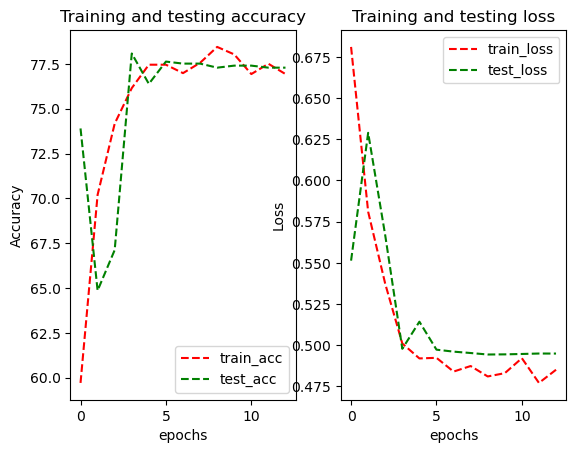 Training and testing accuracy
Accuracy
77.5
75.0
72.5
70.0
67.5
65.0
62.5
60.0
train_acc
test_acc
0
5
10
epochs
Training and testing loss
Loss
0.675
0.650
0.625
0.600
0.575
0.550
0.525
0.500
0.475
train_loss
test_loss
0
5
10
epochs